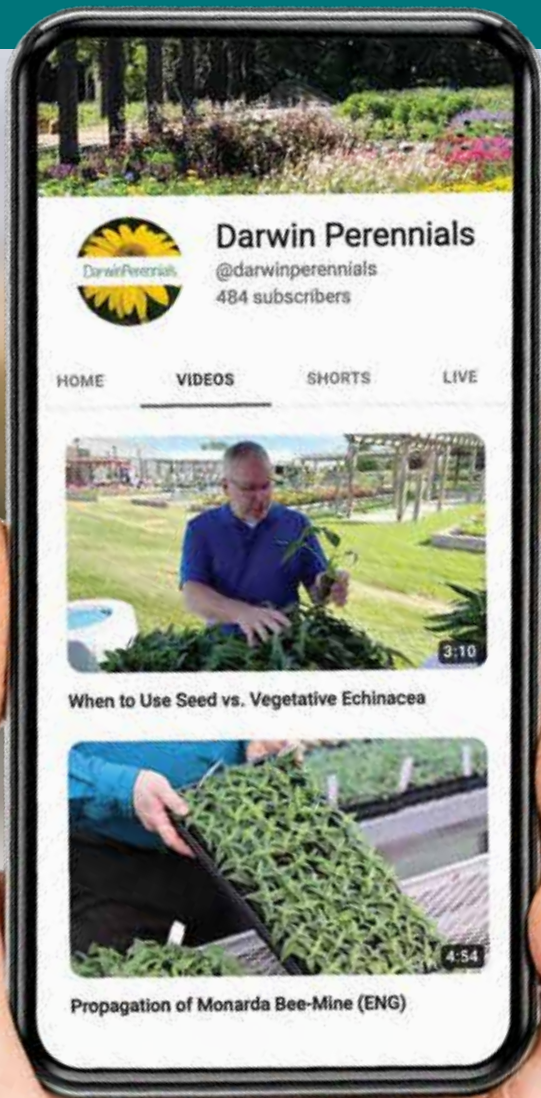 DarwinPerennials
Darwin Perennials
@darwinperennials
484 subscribers
HOME VIDEOS SHORTS LIVE
3:10
When to Use Seed vs. Vegetative Echinacea
4:54
Propagation of Monarda Bee-Mine (ENG)